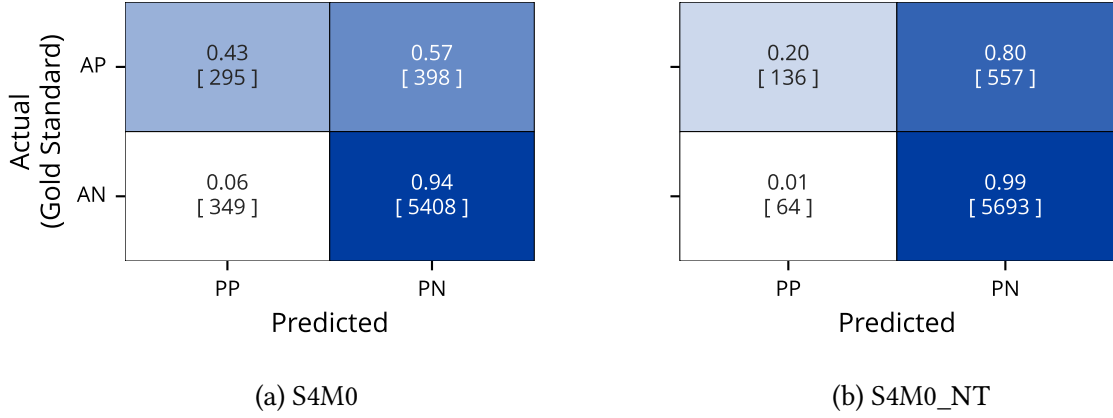 Actual
(Gold Standard)
AP
0.43
[ 295 ]
0.57
[ 398 ]
AN
0.06
[ 349 ]
0.94
[ 5408 ]
PP
PN
Predicted
(a) S4M0
0.20
[ 136 ]
0.80
[ 557 ]
0.01
[ 64 ]
0.99
[ 5693 ]
PP
PN
Predicted
(b) S4M0_NT